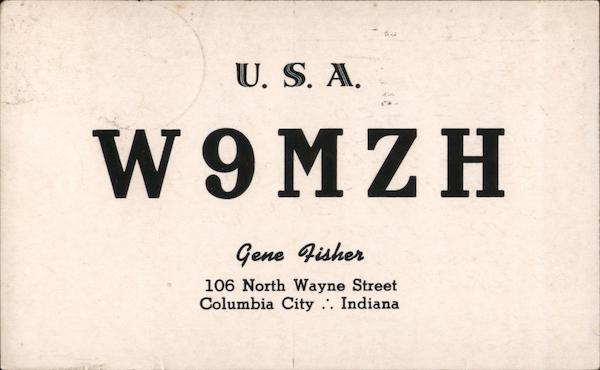 U. S. A.
W9MZH
Gene Fisher
106 North Wayne Street
Columbia City ∴ Indiana